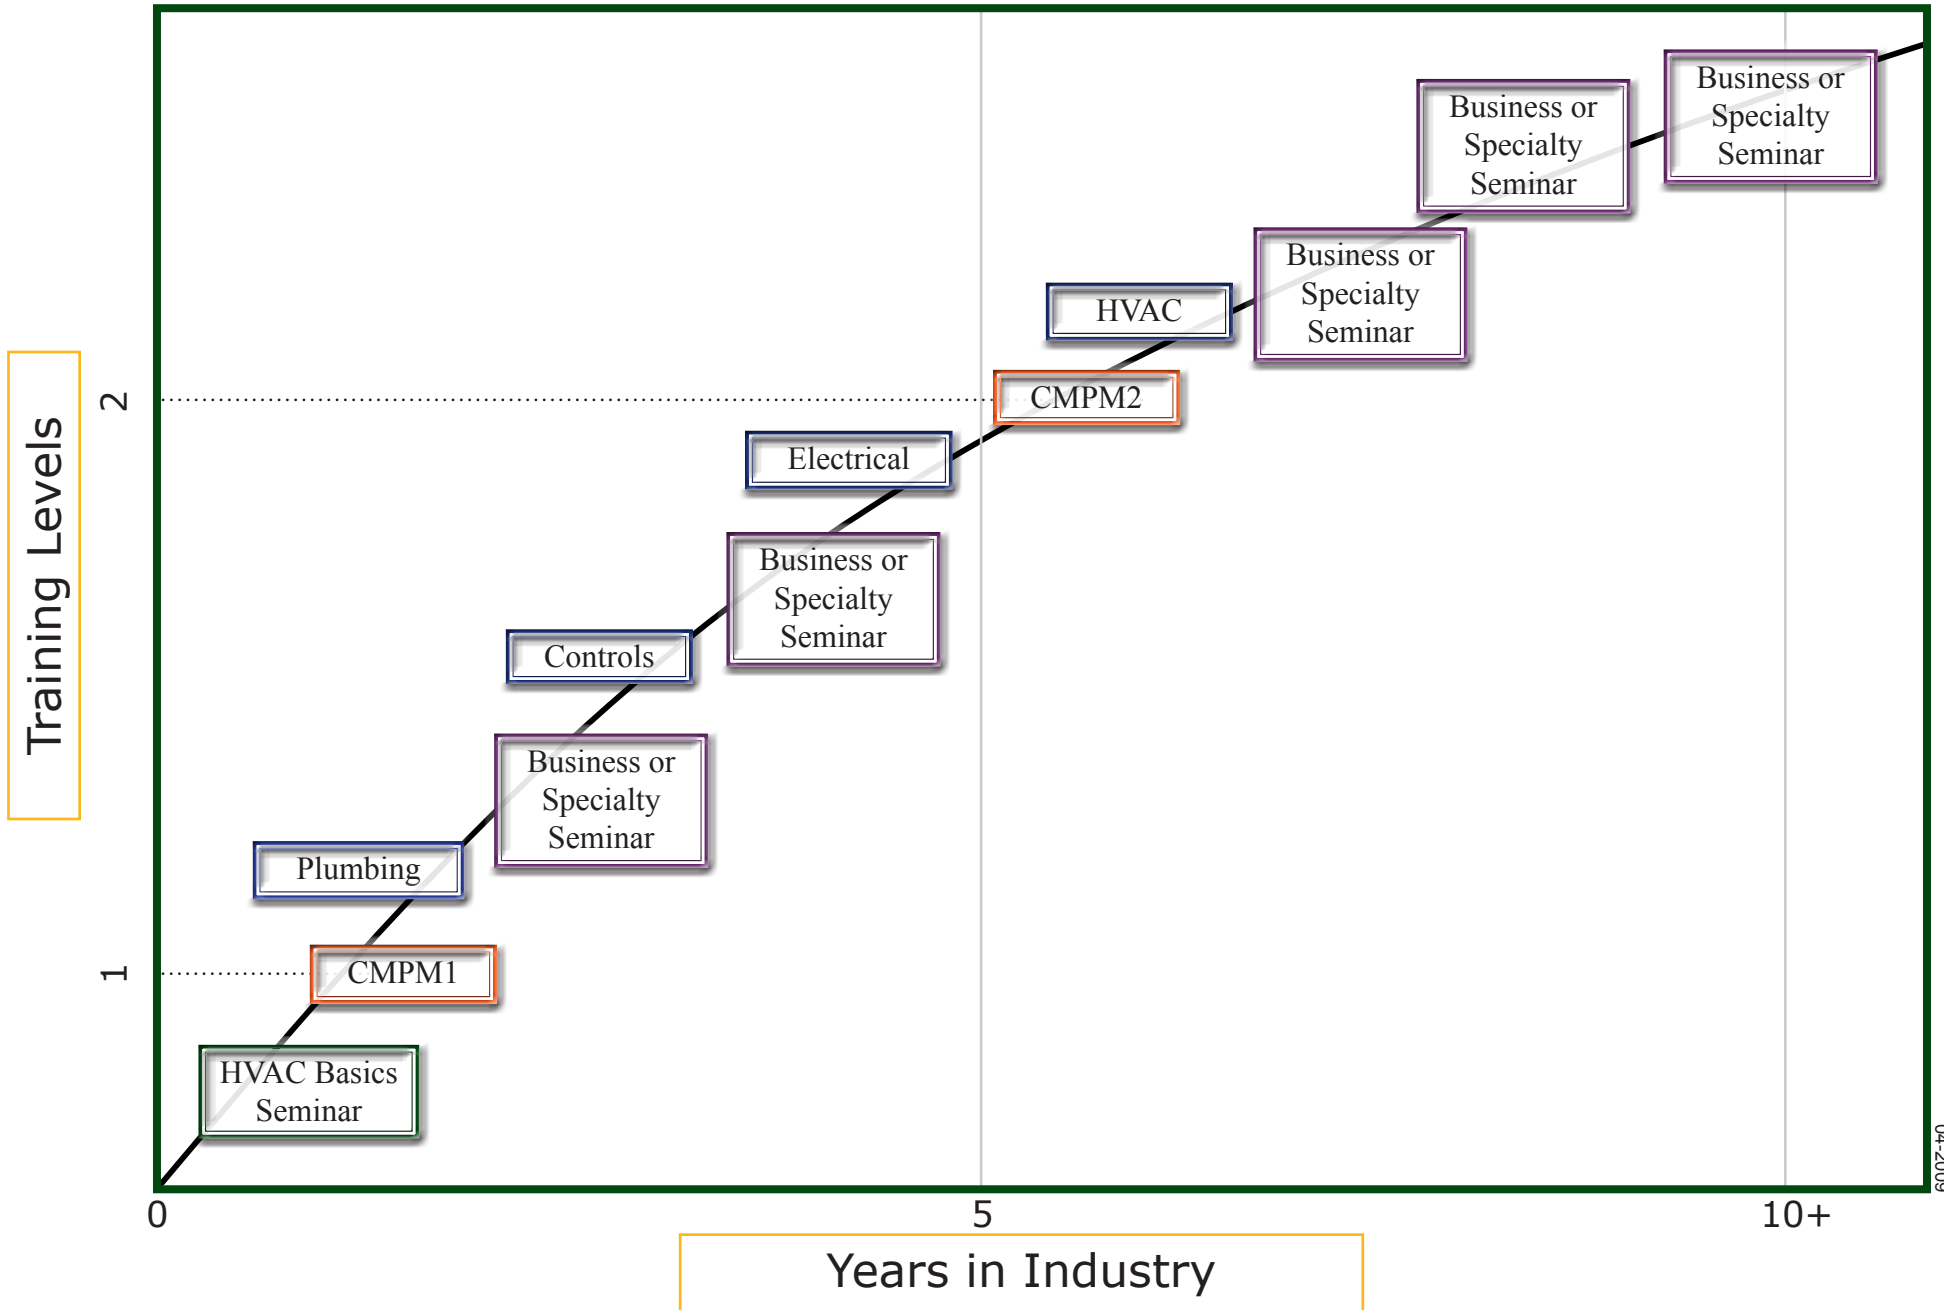 Business or
Specialty
Seminar
Business or
Specialty
Seminar
Business or
Specialty
Seminar
HVAC
2
CMPM2
Electrical
Business or
Specialty
Seminar
Training Levels
Controls
Business or
Specialty
Seminar
Plumbing
1
CMPM1
HVAC Basics
Seminar
04-2009
0
5
10+
Years in Industry